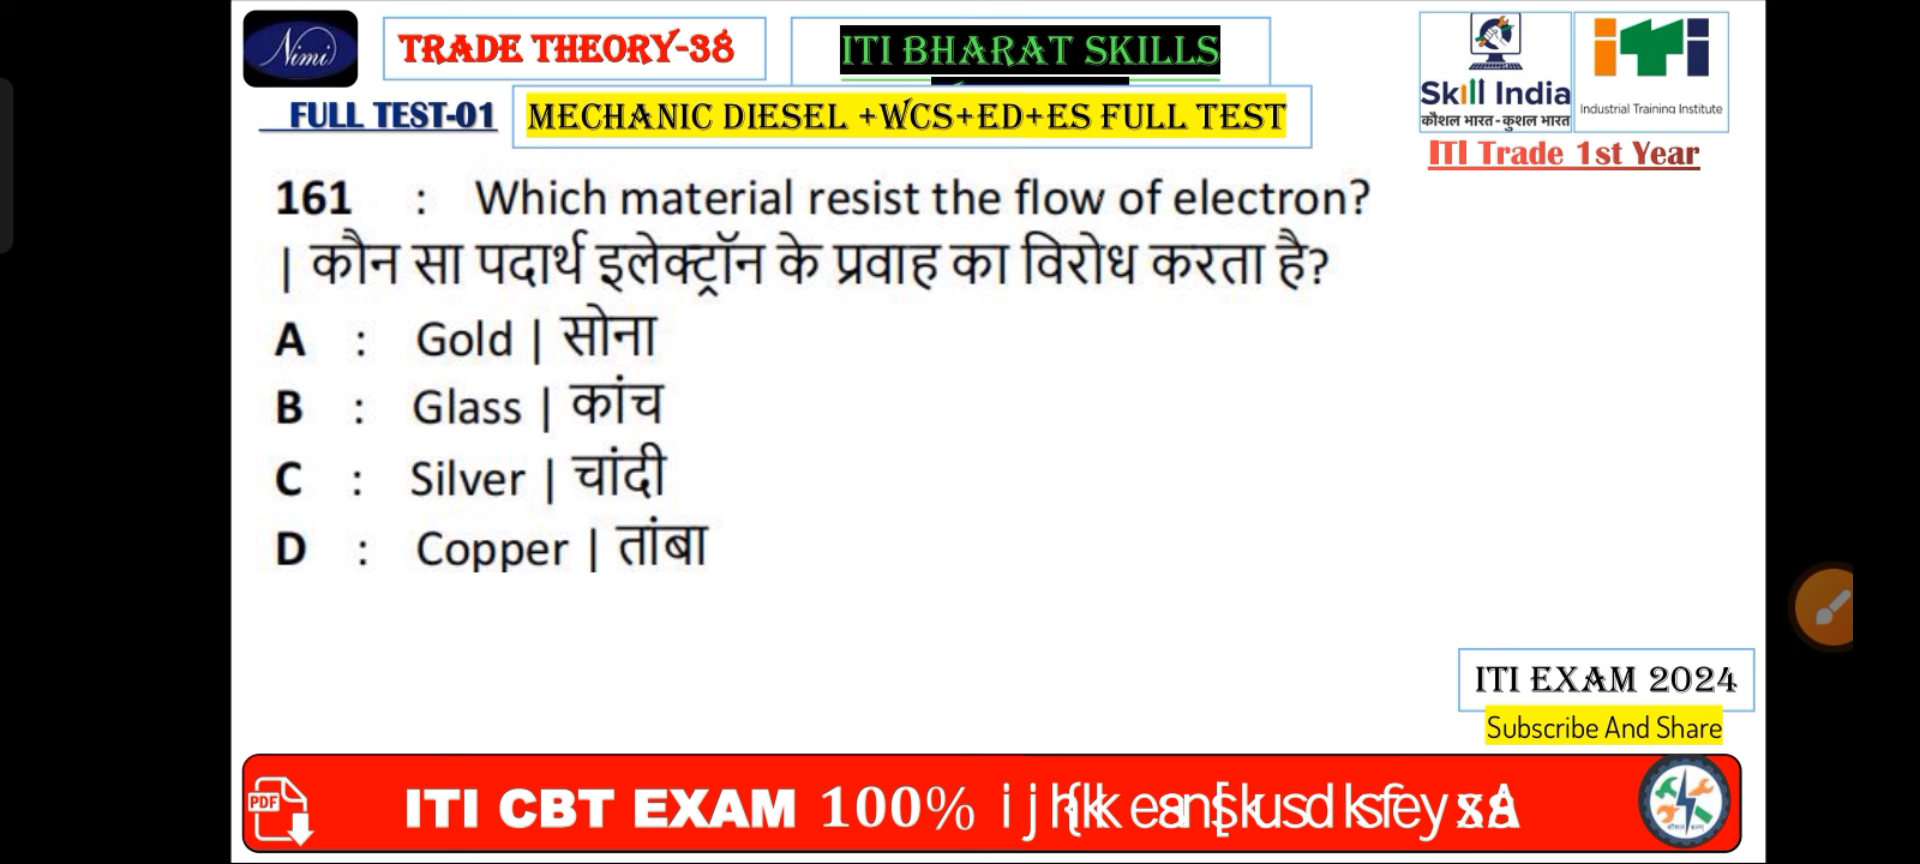 Nimi
TRADE THEORY-38
ITI BHARAT SKILLS
FULL TEST-01
MECHANIC DIESEL +WCS+ED+ES FULL TEST
Skill India
कौशल भारत-कुशल भारत
iTi
Industrial Training Institute
ITI Trade 1st Year
161 : Which material resist the flow of electron?
| कौन सा पदार्थ इलेक्ट्रॉन के प्रवाह का विरोध करता है?
A : Gold | सोना
B : Glass | कांच
C : Silver | चांदी
D : Copper | तांबा
ITI EXAM 2024
Subscribe And Share
PDF
ITI CBT EXAM 100%